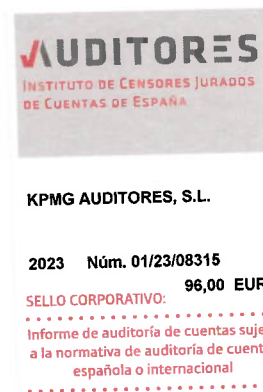 AUDITORES
INSTITUTO DE CENSORES JURADOS
DE CUENTAS DE ESPAÑA
KPMG AUDITORES, S.L.
2023 Núm. 01/23/08315
96,00 EUR
SELLO CORPORATIVO:
Informe de auditoría de cuentas suje
a la normativa de auditoría de cuent
española o internacional